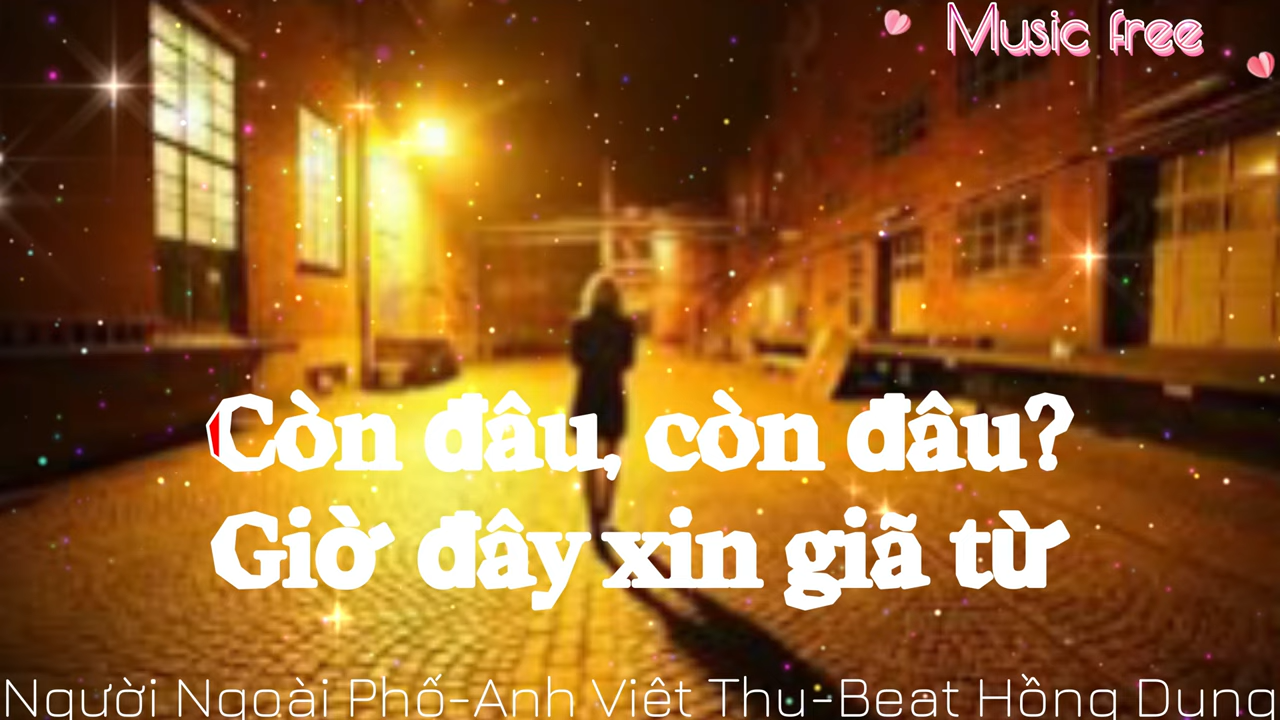 Music free
Còn đâu, còn đâu?
Giờ đây xin giã từ
Người Ngoài Phố-Anh Việt Thu-Beat Hồng Dung